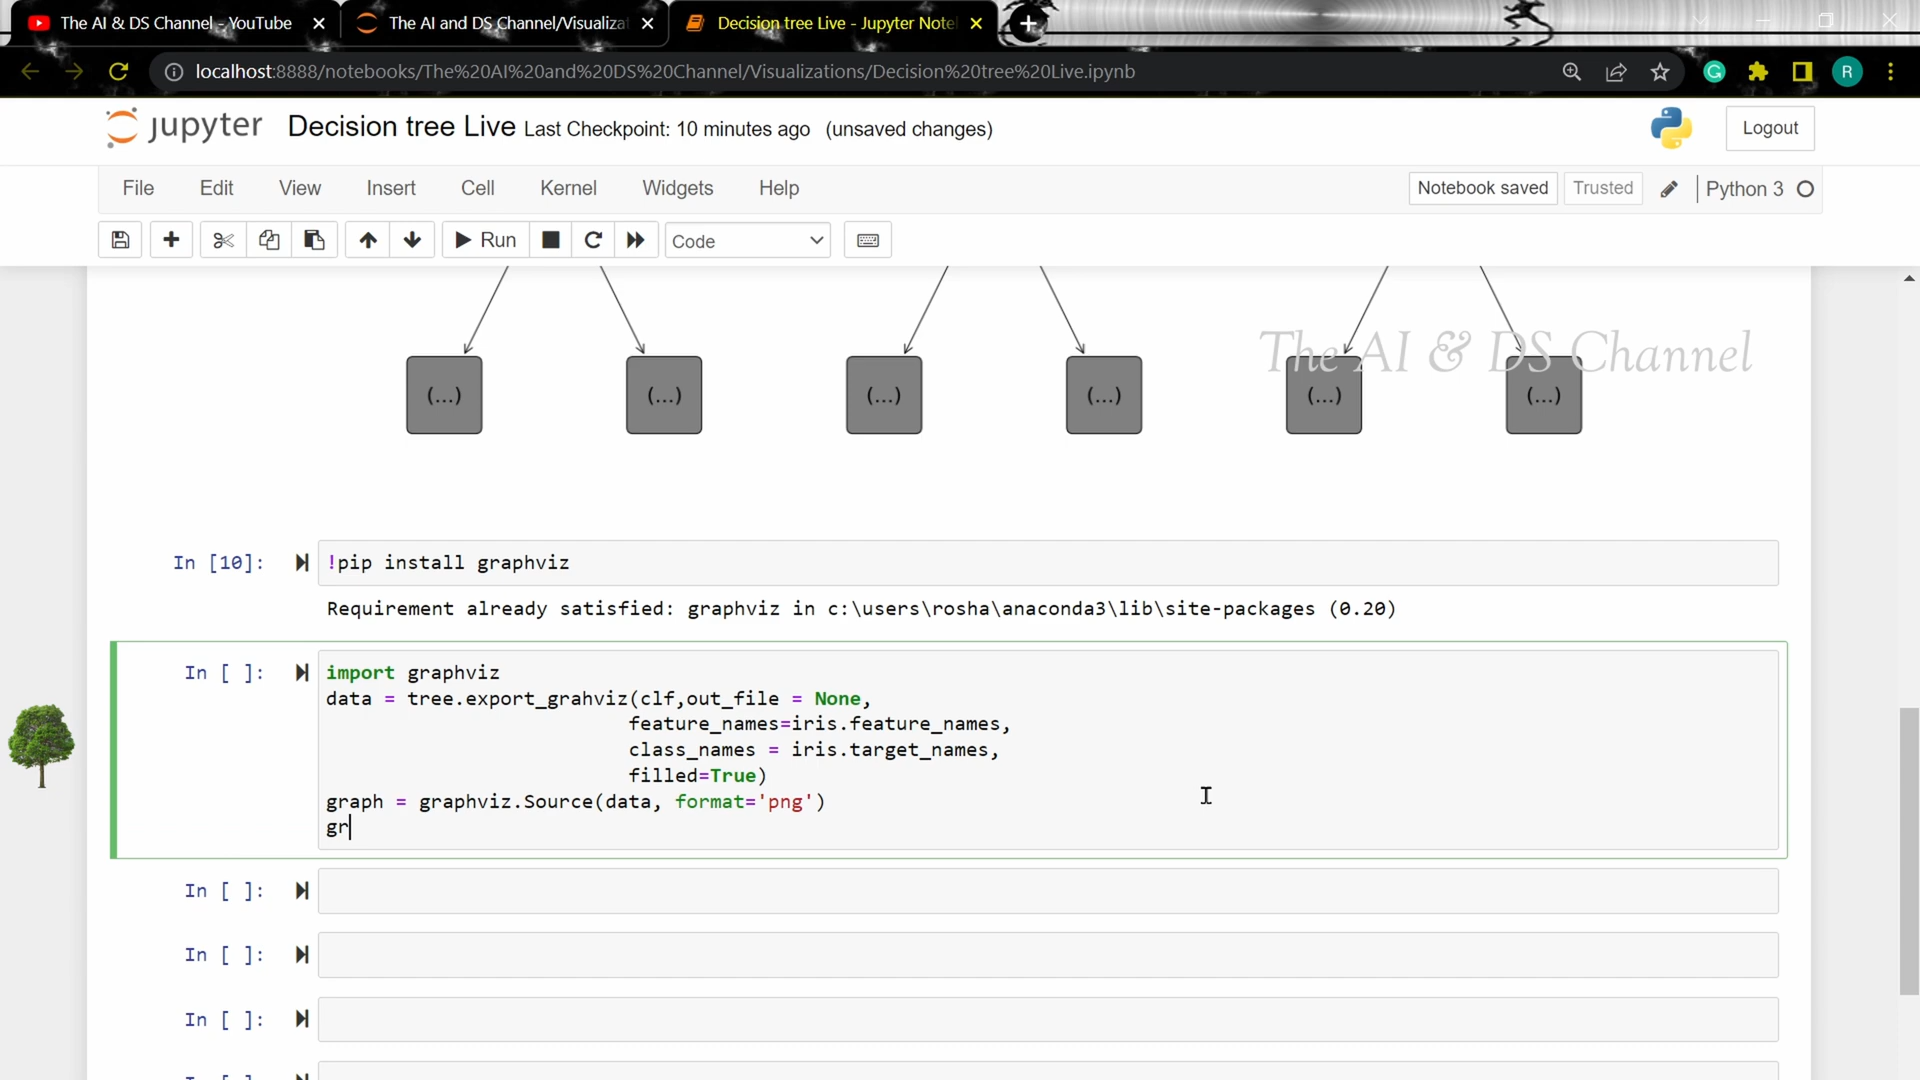 The AI & DS Channel - YouTube
The AI and DS Channel/Visualizat
Decision tree Live - Jupyter Note
localhost:8888/notebooks/The%20AI%20and%20DS%20Channel/Visualizations/Decision%20tree%20Live.ipynb
R
jupyter Decision tree Live Last Checkpoint: 10 minutes ago (unsaved changes)
Logout
File Edit View Insert Cell Kernel Widgets Help
Notebook saved Trusted Python 3
Run Code
The AI & DS Channel
(...) (...) (...) (...) (...) (...)
In [10]: !pip install graphviz
Requirement already satisfied: graphviz in c:\users\rosha\anaconda3\lib\site-packages (0.20)
In [ ]: import graphviz
data = tree.export_grahviz(clf,out_file = None,
feature_names=iris.feature_names,
class_names = iris.target_names,
filled=True)
graph = graphviz.Source(data, format='png')
gr
In [ ]:
In [ ]:
In [ ]: